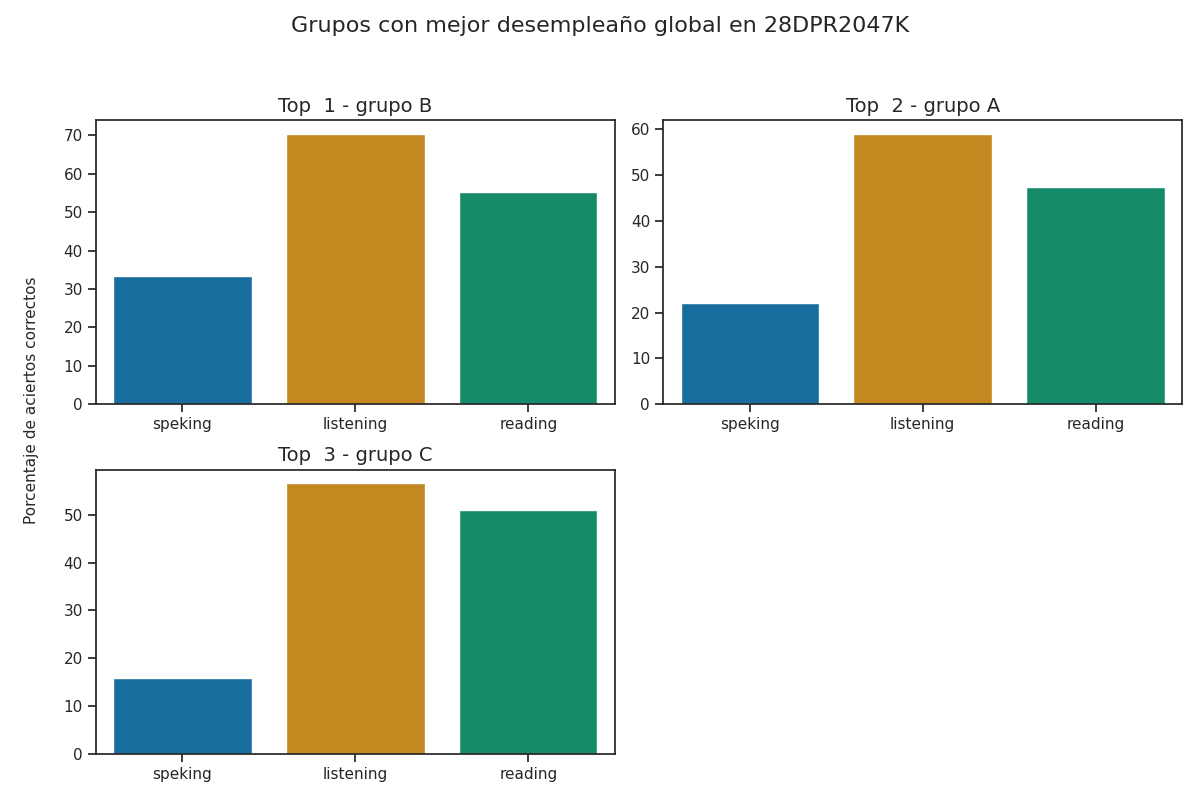 Grupos con mejor desempleaño global en 28DPR2047K
Porcentaje de aciertos correctos
Top  1 - grupo B
70
60
50
40
30
20
10
0
speking listening reading
Top  2 - grupo A
60
50
40
30
20
10
0
speking listening reading
Top  3 - grupo C
50
40
30
20
10
0
speking listening reading